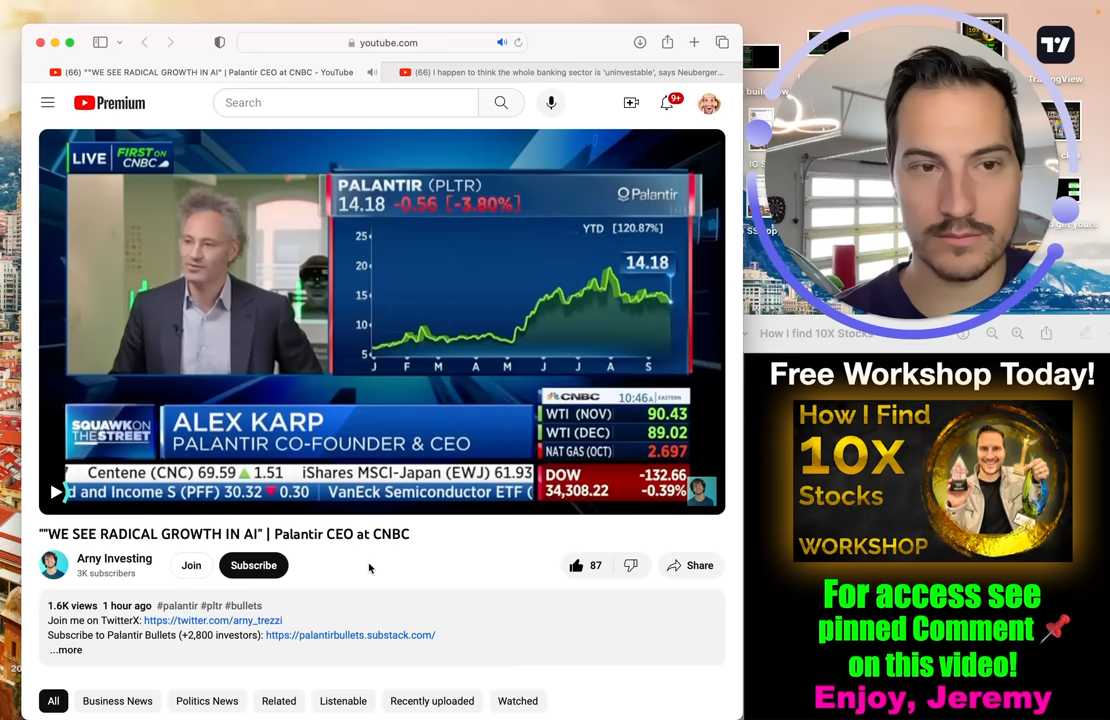 youtube.com
(66) ""WE SEE RADICAL GROWTH IN AI" | Palantir CEO at CNBC - YouTube
(66) I happen to think the whole banking sector is 'uninvestable', says Neuberger...
Premium
Search
9+
LIVE
FIRST ON
CNBC
PALANTIR (PLTR)
14.18 -0.56 [-3.80%]
Palantir
YTD [120.87%]
25
20
15
10
5
14.18
J F M A M J J A S
SQUAWK ON
THE STREET
ALEX KARP
PALANTIR CO-FOUNDER & CEO
CNBC 10:46A EASTERN
WTI (NOV) 90.43
WTI (DEC) 89.02
NAT GAS (OCT) 2.697
DOW -132.66
34,308.22 -0.39%
Centene (CNC) 69.59 ▲ 1.51 iShares MSCI-Japan (EWJ) 61.93
d and Income S (PFF) 30.32 ▼ 0.30 VanEck Semiconductor ETF (
""WE SEE RADICAL GROWTH IN AI" | Palantir CEO at CNBC
Arny Investing
3K subscribers
Join
Subscribe
87
Share
1.6K views 1 hour ago #palantir #pltr #bullets
Join me on TwitterX: https://twitter.com/arny_trezzi
Subscribe to Palantir Bullets (+2,800 investors): https://palantirbullets.substack.com/
...more
All
Business News
Politics News
Related
Listenable
Recently uploaded
Watched
TradingView
How I find 10X Stocks
Free Workshop Today!
How I Find
10X
Stocks
WORKSHOP
For access see
pinned Comment 📌
on this video!
Enjoy, Jeremy